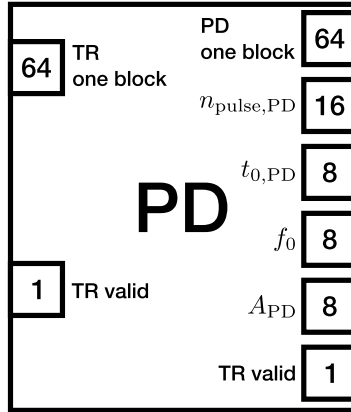 64
TR
one block
1
TR valid
PD
PD
one block
64
n_pulse,PD
16
t_0,PD
8
f_0
8
A_PD
8
TR valid
1